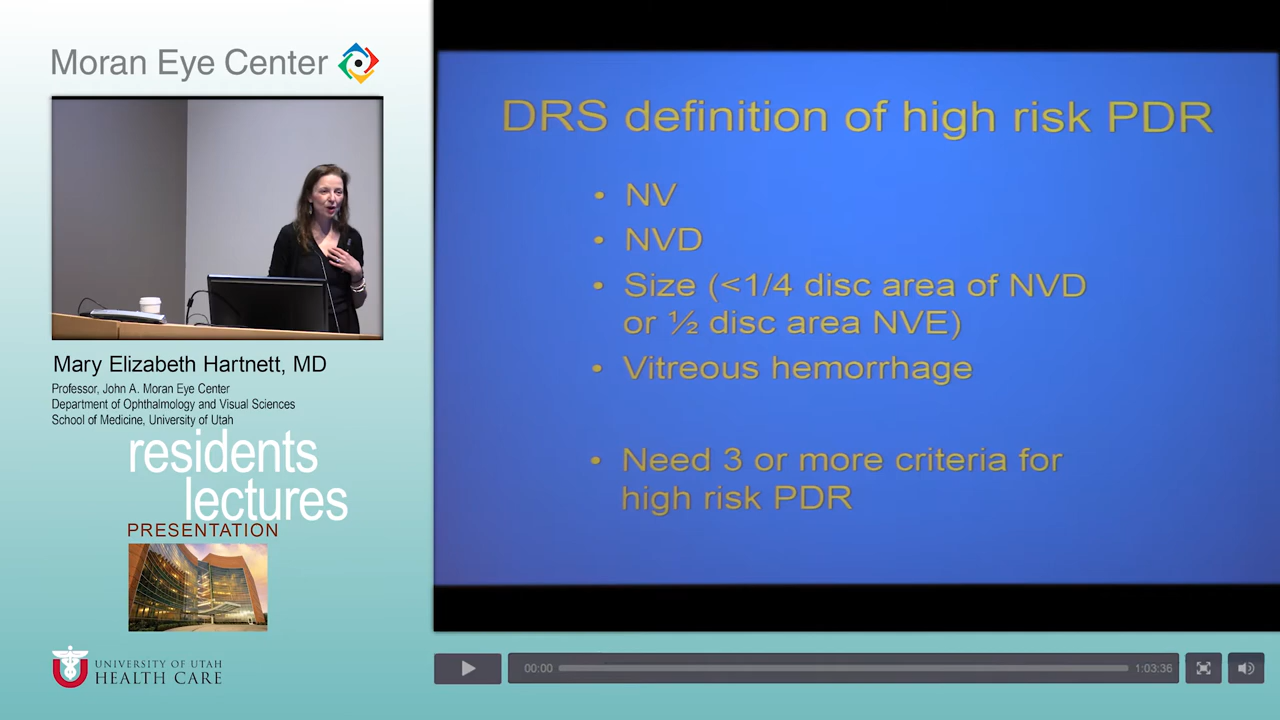 Moran Eye Center
Mary Elizabeth Hartnett, MD
Professor, John A. Moran Eye Center
Department of Ophthalmology and Visual Sciences
School of Medicine, University of Utah
residents
lectures
PRESENTATION
UNIVERSITY OF UTAH
HEALTH CARE
DRS definition of high risk PDR
• NV
• NVD
• Size (<1/4 disc area of NVD
or ½ disc area NVE)
• Vitreous hemorrhage
• Need 3 or more criteria for
high risk PDR
00:00
1:03:36